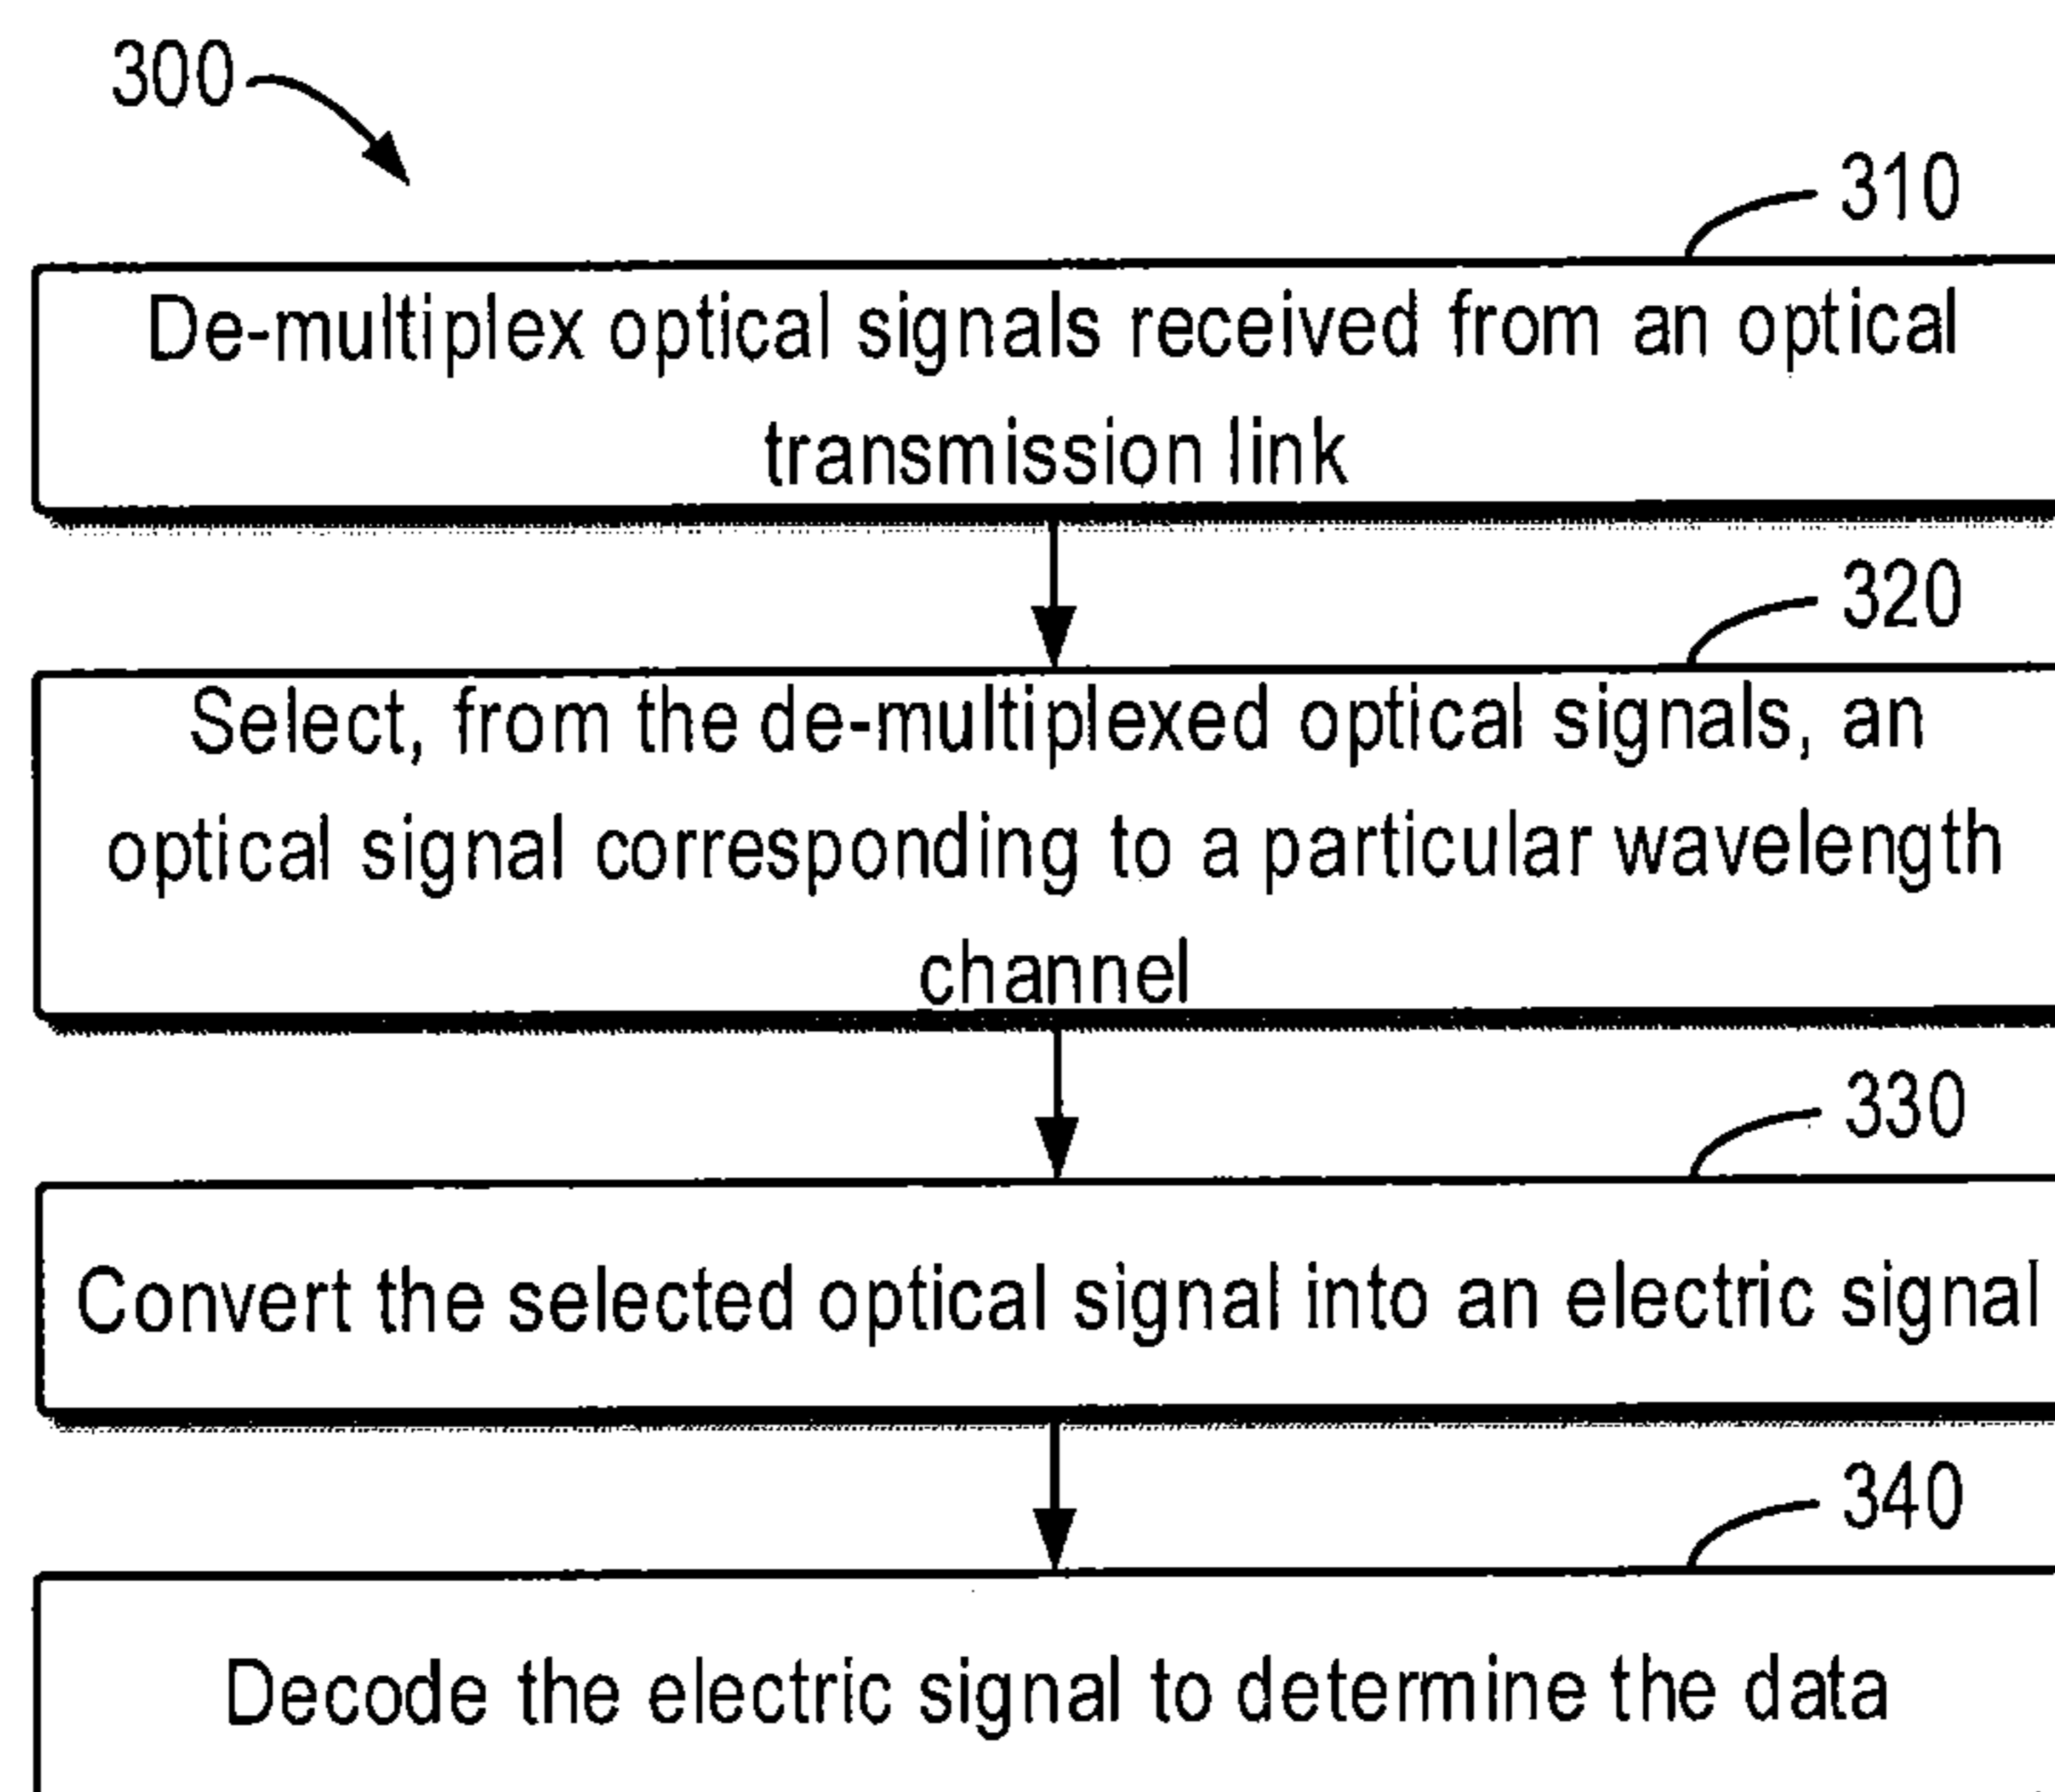 300
310
De-multiplex optical signals received from an optical
transmission link
320
Select, from the de-multiplexed optical signals, an
optical signal corresponding to a particular wavelength
channel
330
Convert the selected optical signal into an electric signal
340
Decode the electric signal to determine the data